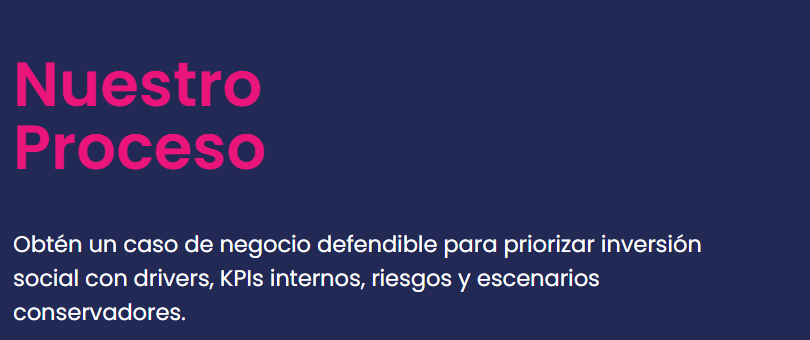 Nuestro
Proceso
Obtén un caso de negocio defendible para priorizar inversión
social con drivers, KPIs internos, riesgos y escenarios
conservadores.